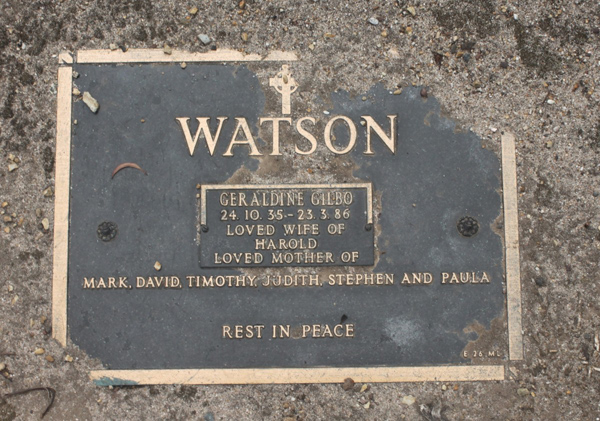 WATSON
GERALDINE GILBO
24.10.35.-23.3.86
LOVED WIFE OF
HAROLD
LOVED MOTHER OF
MARK, DAVID, TIMOTHY, JUDITH, STEPHEN AND PAULA
REST IN PEACE
E 26 ML